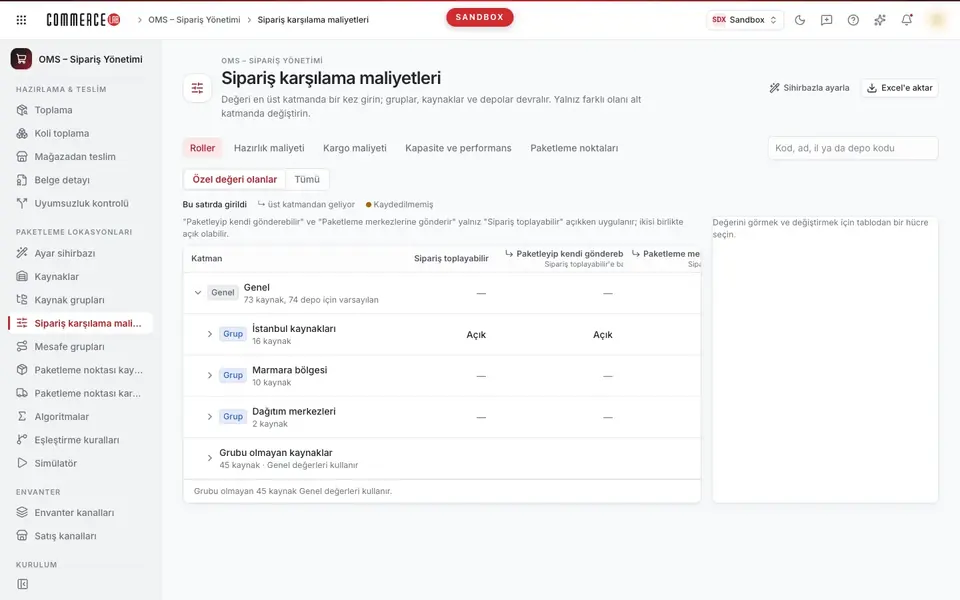 COMMERCE
OMS – Sipariş Yönetimi
Sipariş karşılama maliyetleri
SANDBOX
SDX Sandbox
OMS – Sipariş Yönetimi
HAZIRLAMA & TESLİM
Toplama
Koli toplama
Mağazadan teslim
Belge detayı
Uyumsuzluk kontrolü
PAKETLEME LOKASYONLARI
Ayar sihirbazı
Kaynaklar
Kaynak grupları
Sipariş karşılama mali...
Mesafe grupları
Paketleme noktası kay...
Paketleme noktası kar...
Algoritmalar
Eşleştirme kuralları
Simülatör
ENVANTER
Envanter kanalları
Satış kanalları
KURULUM
OMS – SİPARİŞ YÖNETİMİ
Sipariş karşılama maliyetleri
Değeri en üst katmanda bir kez girin; gruplar, kaynaklar ve depolar devralır. Yalnız farklı olanı alt
katmanda değiştirin.
Sihirbazla ayarla
Excel'e aktar
Roller
Hazırlık maliyeti
Kargo maliyeti
Kapasite ve performans
Paketleme noktaları
Kod, ad, il ya da depo kodu
Özel değeri olanlar
Tümü
Bu satırda girildi
üst katmandan geliyor
Kaydedilmemiş
"Paketleyip kendi gönderebilir" ve "Paketleme merkezlerine gönderir" yalnız "Sipariş toplayabilir" açıkken uygulanır; ikisi birlikte
açık olabilir.
Katman
Sipariş toplayabilir
Paketleyip kendi göndereb
Sipariş toplayabilir'e ba
Paketleme me
Sipa
Genel
Genel
73 kaynak, 74 depo için varsayılan
—
—
Grup
İstanbul kaynakları
16 kaynak
Açık
Açık
Grup
Marmara bölgesi
10 kaynak
—
—
Grup
Dağıtım merkezleri
2 kaynak
—
—
Grubu olmayan kaynaklar
45 kaynak · Genel değerleri kullanır
Grubu olmayan 45 kaynak Genel değerleri kullanır.
Değerini görmek ve değiştirmek için tablodan bir hücre
seçin.